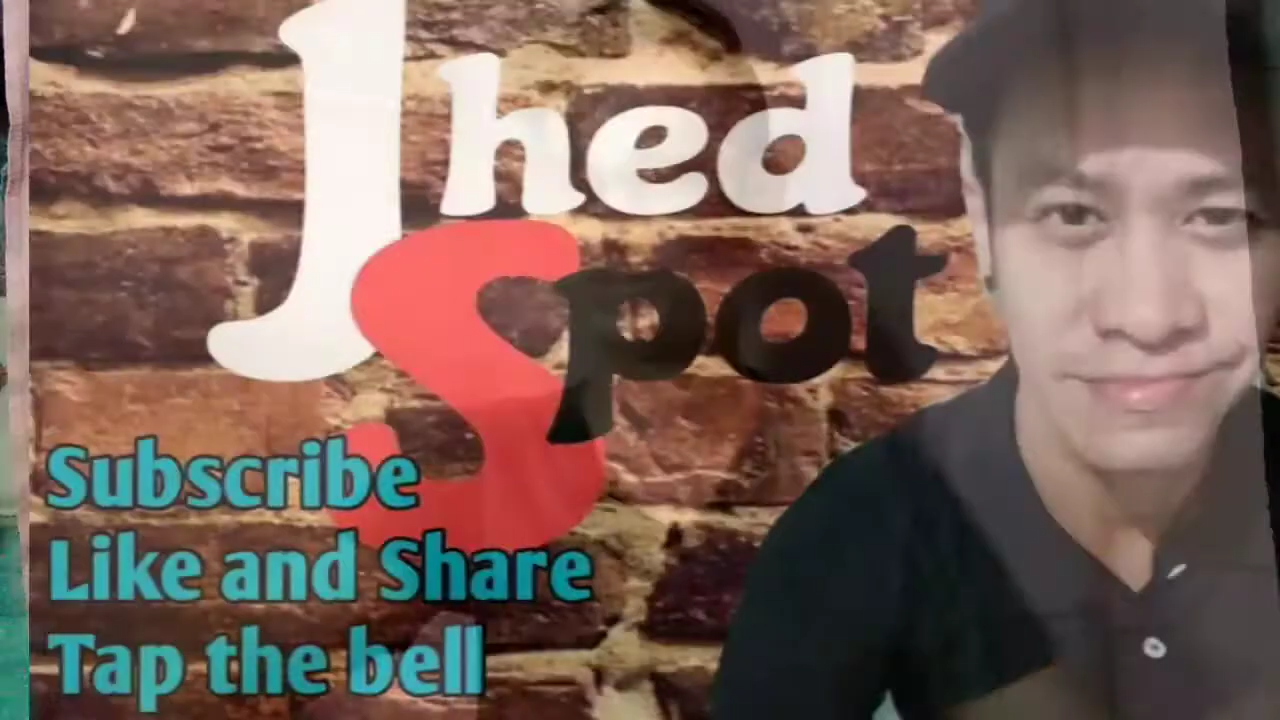 Jhed
Spot
Subscribe
Like and Share
Tap the bell